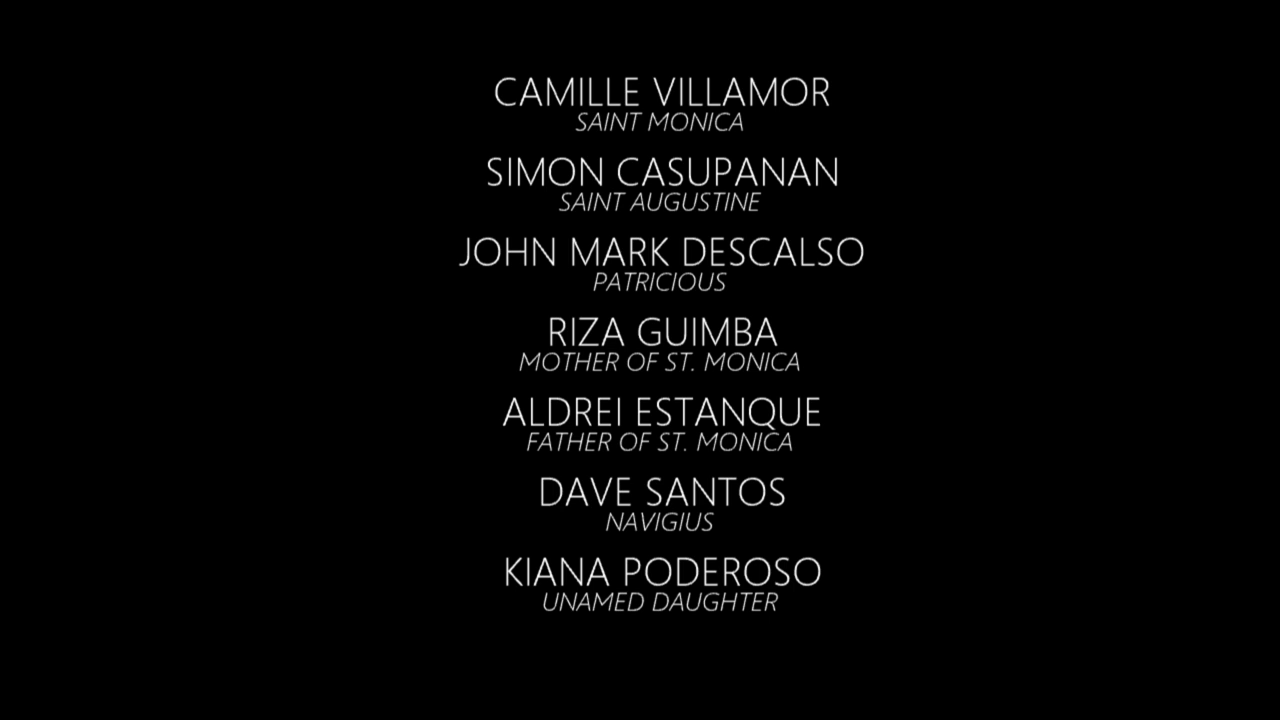 CAMILLE VILLAMOR
SAINT MONICA
SIMON CASUPANAN
SAINT AUGUSTINE
JOHN MARK DESCALSO
PATRICIOUS
RIZA GUIMBA
MOTHER OF ST. MONICA
ALDREI ESTANQUE
FATHER OF ST. MONICA
DAVE SANTOS
NAVIGIUS
KIANA PODEROSO
UNAMED DAUGHTER